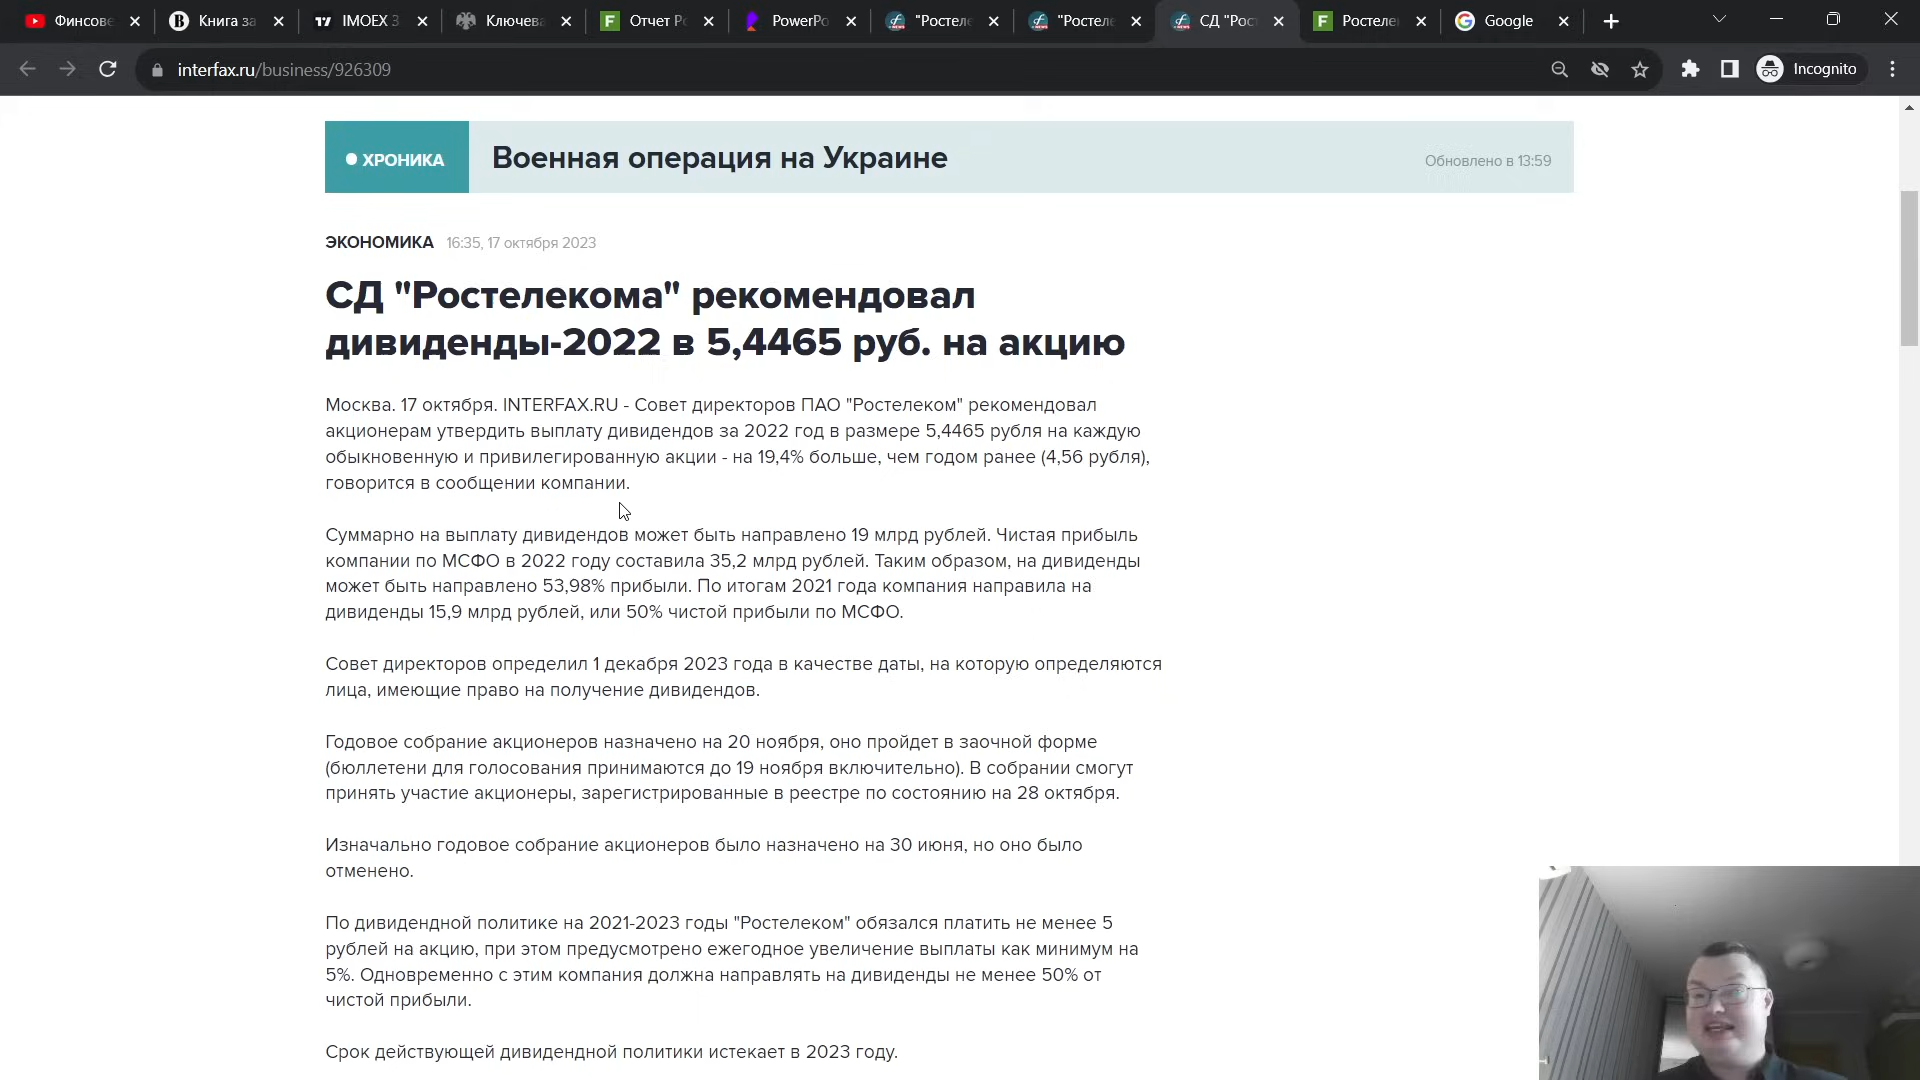 Финсове
Книга за
IMOEX 3
Ключева
Отчет Р
PowerPo
"Ростеле
"Ростеле
СД "Рос
Ростеле
Google
interfax.ru/business/926309
Incognito
ХРОНИКА
Военная операция на Украине
Обновлено в 13:59
ЭКОНОМИКА 16:35, 17 октября 2023
СД "Ростелекома" рекомендовал
дивиденды-2022 в 5,4465 руб. на акцию
Москва. 17 октября. INTERFAX.RU - Совет директоров ПАО "Ростелеком" рекомендовал
акционерам утвердить выплату дивидендов за 2022 год в размере 5,4465 рубля на каждую
обыкновенную и привилегированную акции - на 19,4% больше, чем годом ранее (4,56 рубля),
говорится в сообщении компании.
Суммарно на выплату дивидендов может быть направлено 19 млрд рублей. Чистая прибыль
компании по МСФО в 2022 году составила 35,2 млрд рублей. Таким образом, на дивиденды
может быть направлено 53,98% прибыли. По итогам 2021 года компания направила на
дивиденды 15,9 млрд рублей, или 50% чистой прибыли по МСФО.
Совет директоров определил 1 декабря 2023 года в качестве даты, на которую определяются
лица, имеющие право на получение дивидендов.
Годовое собрание акционеров назначено на 20 ноября, оно пройдет в заочной форме
(бюллетени для голосования принимаются до 19 ноября включительно). В собрании смогут
принять участие акционеры, зарегистрированные в реестре по состоянию на 28 октября.
Изначально годовое собрание акционеров было назначено на 30 июня, но оно было
отменено.
По дивидендной политике на 2021-2023 годы "Ростелеком" обязался платить не менее 5
рублей на акцию, при этом предусмотрено ежегодное увеличение выплаты как минимум на
5%. Одновременно с этим компания должна направлять на дивиденды не менее 50% от
чистой прибыли.
Срок действующей дивидендной политики истекает в 2023 году.